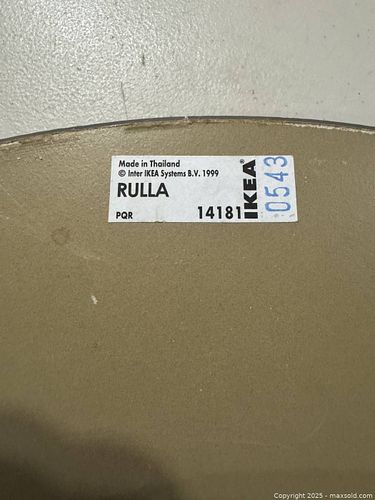 Made in Thailand
© Inter IKEA Systems B.V. 1999
RULLA
PQR 14181
IKEA®
0543
Copyright 2025 - maxsold.com